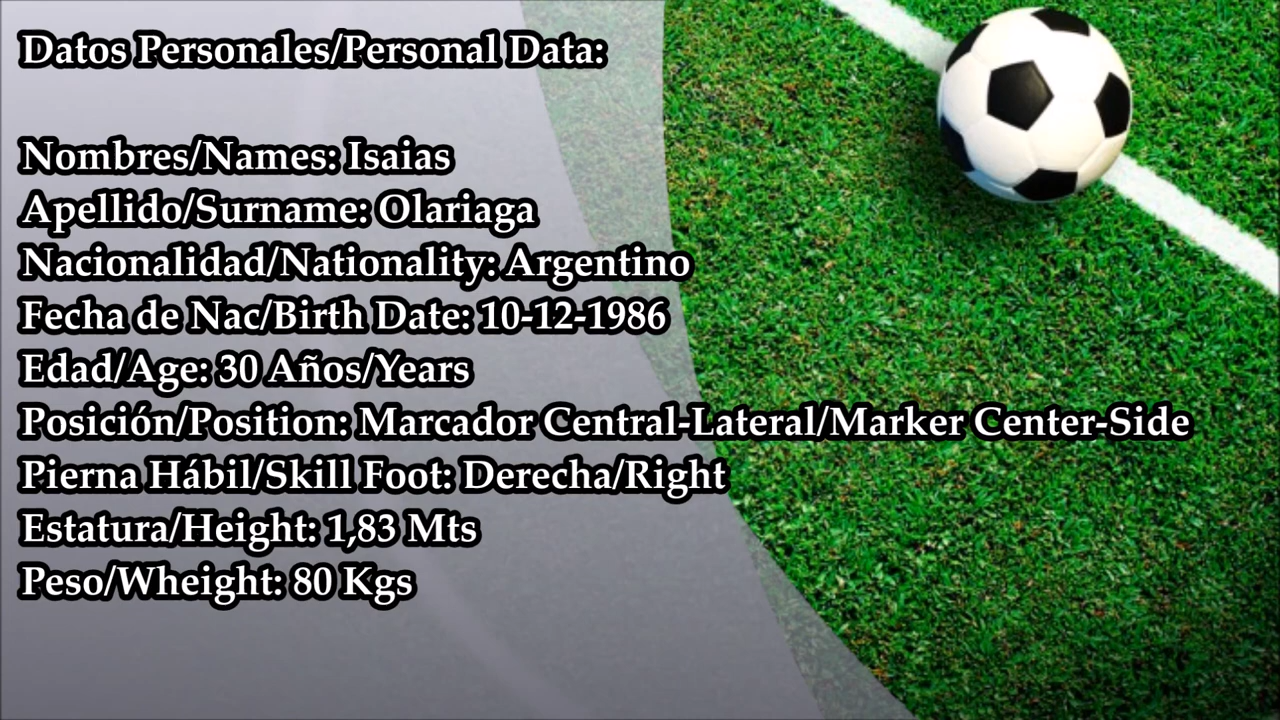 Datos Personales/Personal Data:
Nombres/Names: Isaias
Apellido/Surname: Olariaga
Nacionalidad/Nationality: Argentino
Fecha de Nac/Birth Date: 10-12-1986
Edad/Age: 30 Años/Years
Posición/Position: Marcador Central-Lateral/Marker Center-Side
Pierna Hábil/Skill Foot: Derecha/Right
Estatura/Height: 1,83 Mts
Peso/Wheight: 80 Kgs